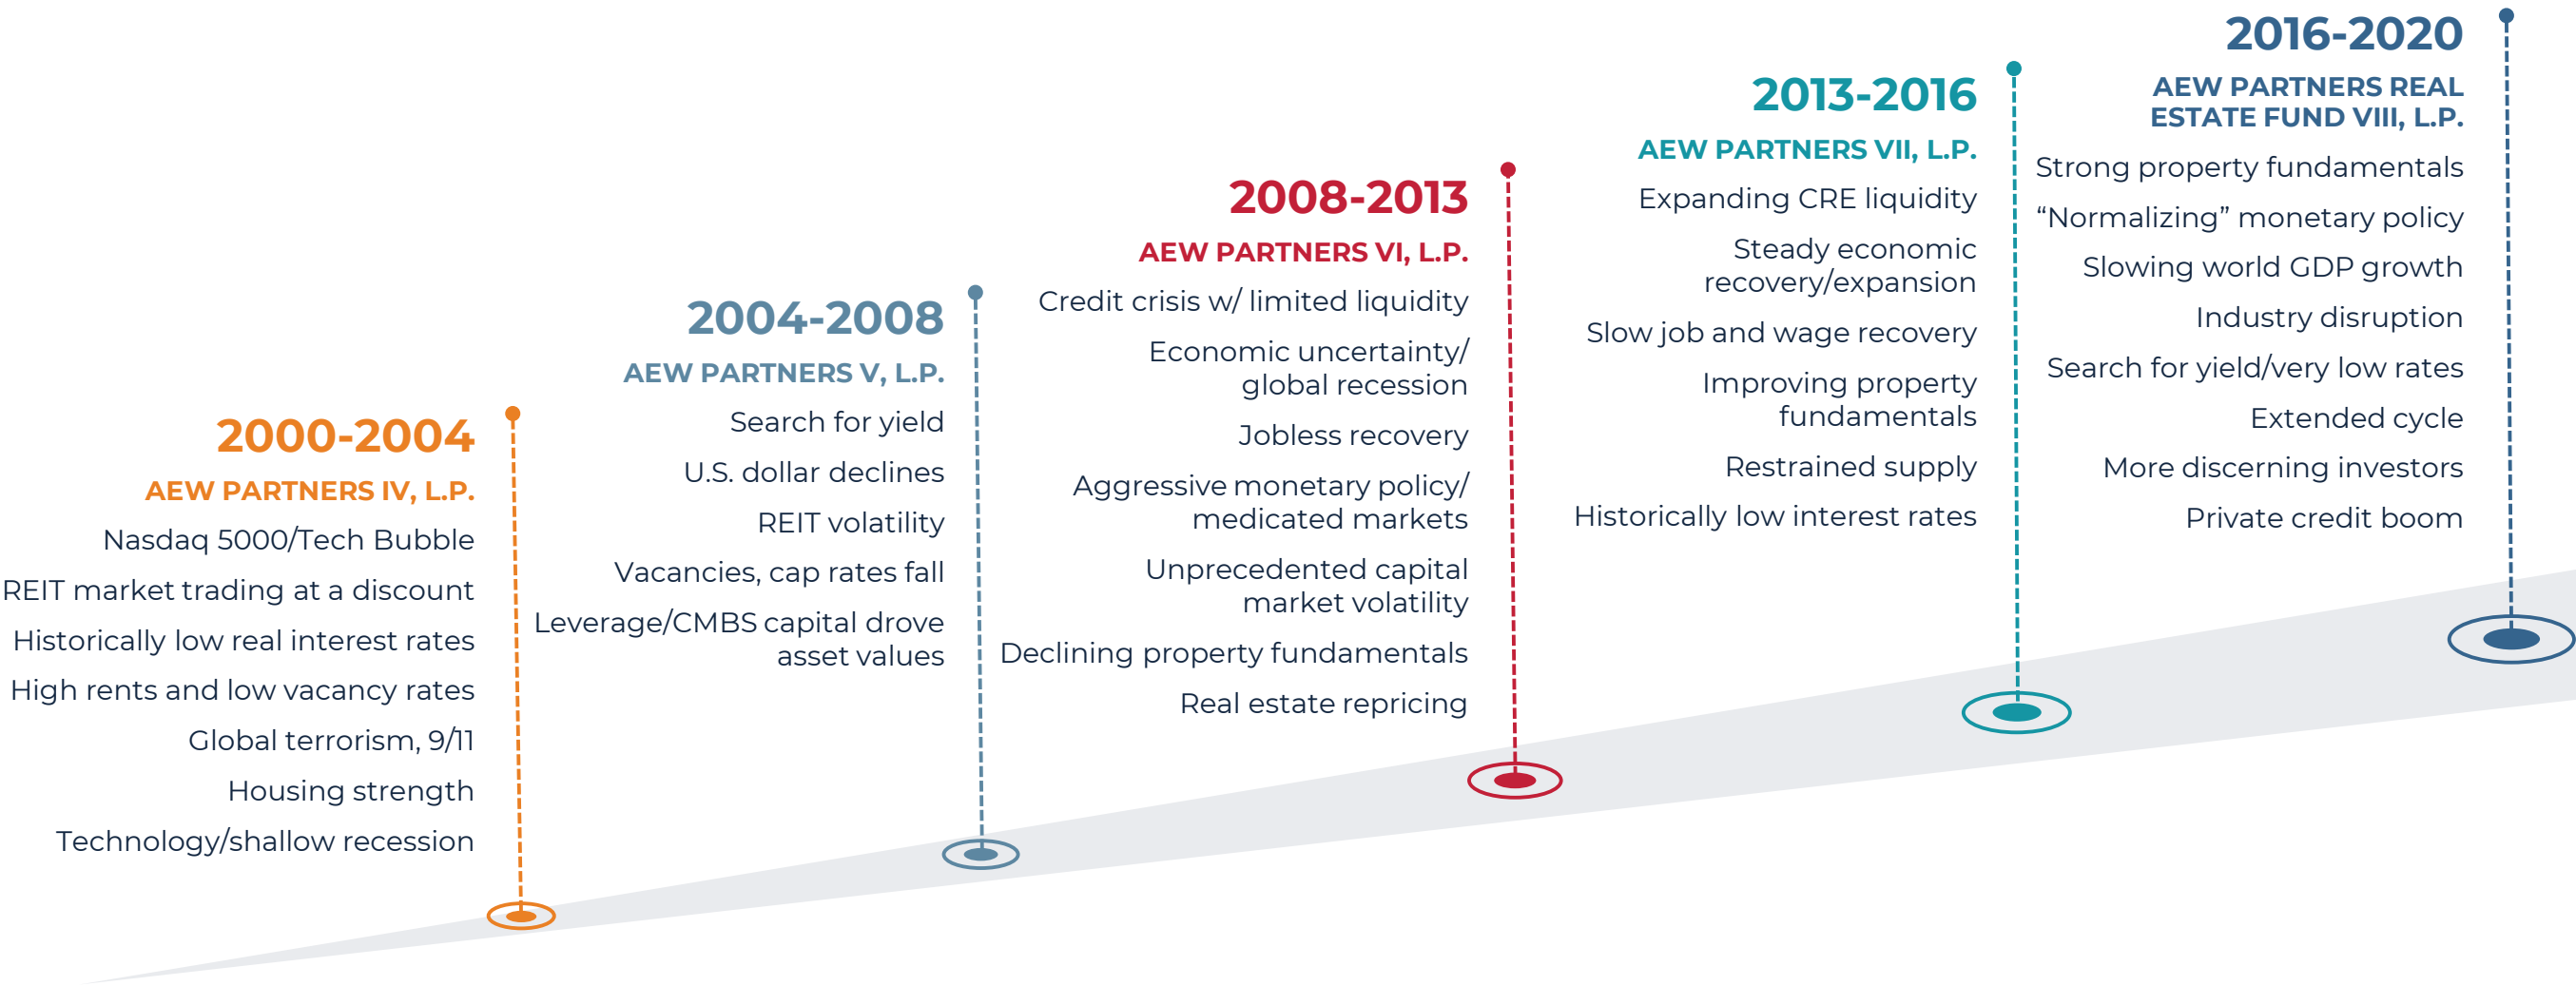 2000-2004
AEW PARTNERS IV, L.P.
Nasdaq 5000/Tech Bubble
REIT market trading at a discount
Historically low real interest rates
High rents and low vacancy rates
Global terrorism, 9/11
Housing strength
Technology/shallow recession
2004-2008
AEW PARTNERS V, L.P.
Search for yield
U.S. dollar declines
REIT volatility
Vacancies, cap rates fall
Leverage/CMBS capital drove
asset values
2008-2013
AEW PARTNERS VI, L.P.
Credit crisis w/ limited liquidity
Economic uncertainty/
global recession
Jobless recovery
Aggressive monetary policy/
medicated markets
Unprecedented capital
market volatility
Declining property fundamentals
Real estate repricing
2013-2016
AEW PARTNERS VII, L.P.
Expanding CRE liquidity
Steady economic
recovery/expansion
Slow job and wage recovery
Improving property
fundamentals
Restrained supply
Historically low interest rates
2016-2020
AEW PARTNERS REAL
ESTATE FUND VIII, L.P.
Strong property fundamentals
“Normalizing” monetary policy
Slowing world GDP growth
Industry disruption
Search for yield/very low rates
Extended cycle
More discerning investors
Private credit boom